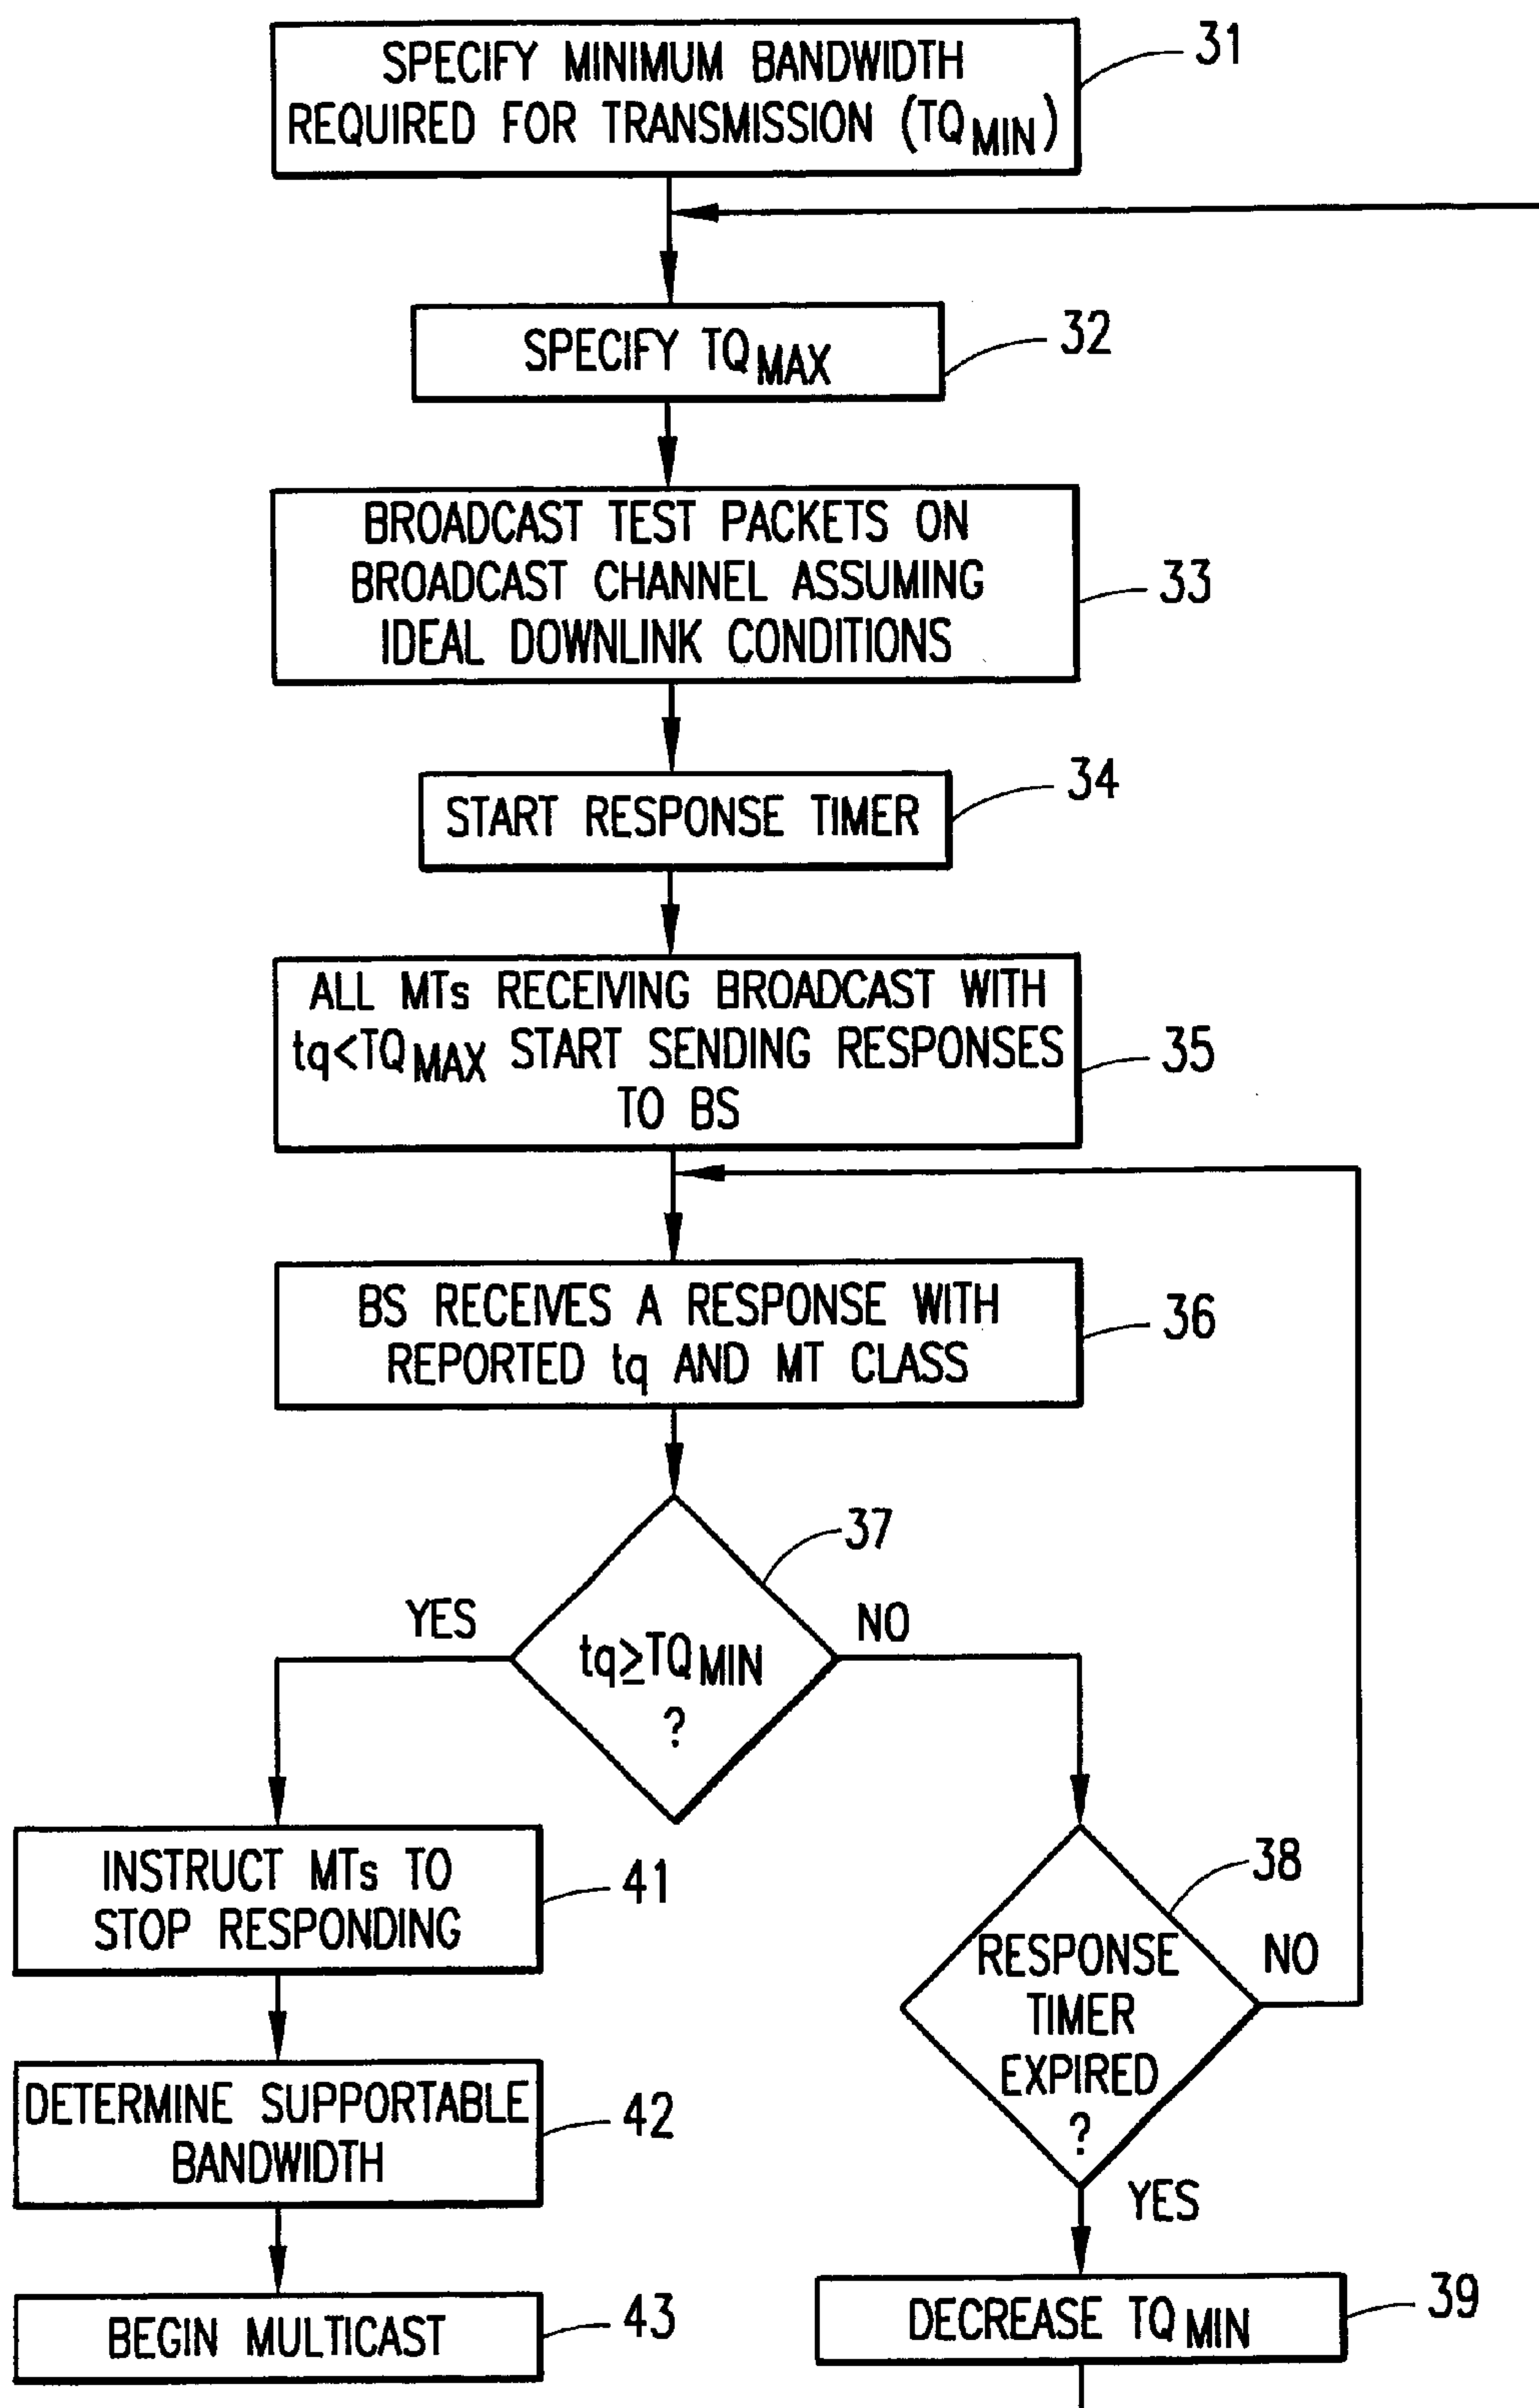 SPECIFY MINIMUM BANDWIDTH
REQUIRED FOR TRANSMISSION (TQMIN)
31
SPECIFY TQMAX
32
BROADCAST TEST PACKETS ON
BROADCAST CHANNEL ASSUMING
IDEAL DOWNLINK CONDITIONS
33
START RESPONSE TIMER
34
ALL MTs RECEIVING BROADCAST WITH
tq<TQMAX START SENDING RESPONSES
TO BS
35
BS RECEIVES A RESPONSE WITH
REPORTED tq AND MT CLASS
36
37
YES
NO
tq≥TQMIN
?
INSTRUCT MTs TO
STOP RESPONDING
41
38
RESPONSE
TIMER
EXPIRED
?
NO
DETERMINE SUPPORTABLE
BANDWIDTH
42
YES
BEGIN MULTICAST
43
DECREASE TQMIN
39